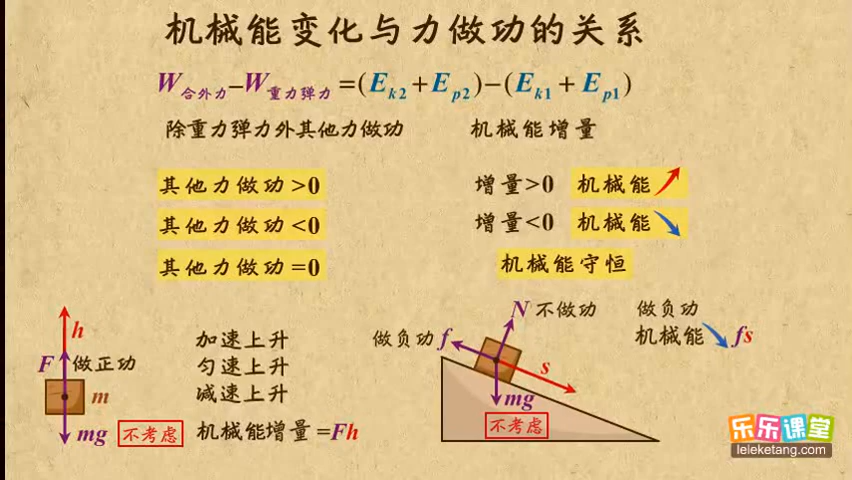 机械能变化与力做功的关系
W合外力–W重力弹力 =(Ek2+Ep2)–(Ek1+Ep1)
除重力弹力外其他力做功 机械能增量
其他力做功>0 增量>0 机械能
其他力做功<0 增量<0 机械能
其他力做功=0 机械能守恒
h
F 做正功
m
mg 不考虑
加速上升
匀速上升
减速上升
机械能增量=Fh
做负功 f
N 不做功
s
mg
不考虑
做负功
机械能 fs
乐乐课堂
leleketang.com